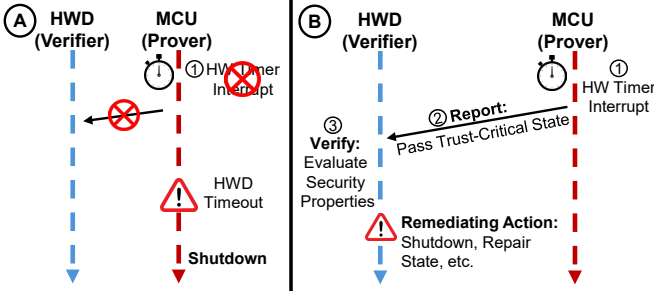 A
HWD
(Verifier)
MCU
(Prover)
① HW Timer
Interrupt
HWD
Timeout
Shutdown
B
HWD
(Verifier)
MCU
(Prover)
①
HW Timer
Interrupt
② Report:
Pass Trust-Critical State
③
Verify:
Evaluate
Security
Properties
Remediating Action:
Shutdown, Repair
State, etc.